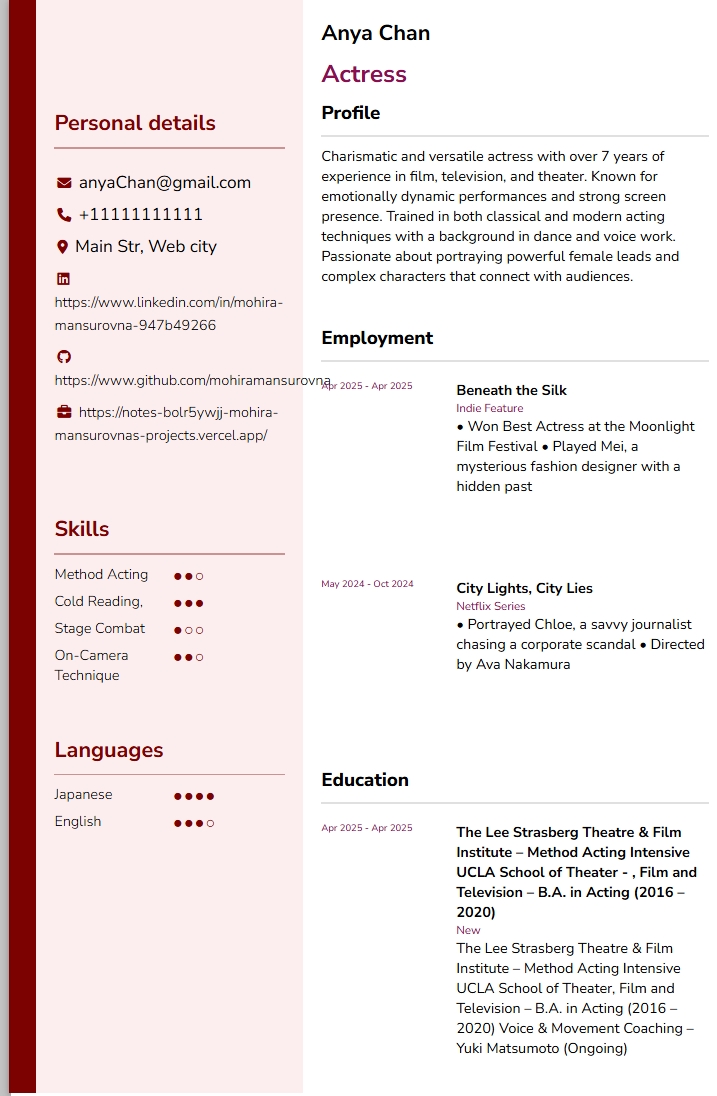 Personal details
anyaChan@gmail.com
+11111111111
Main Str, Web city
https://www.linkedin.com/in/mohira-
mansurovna-947b49266
https://www.github.com/mohiramansurovna
https://notes-bolr5ywjj-mohira-
mansurovnas-projects.vercel.app/
Skills
Method Acting ●●○
Cold Reading, ●●●
Stage Combat ●○○
On-Camera ●●○
Technique
Languages
Japanese ●●●●
English ●●●○
Anya Chan
Actress
Profile
Charismatic and versatile actress with over 7 years of
experience in film, television, and theater. Known for
emotionally dynamic performances and strong screen
presence. Trained in both classical and modern acting
techniques with a background in dance and voice work.
Passionate about portraying powerful female leads and
complex characters that connect with audiences.
Employment
Apr 2025 - Apr 2025
Beneath the Silk
Indie Feature
● Won Best Actress at the Moonlight
Film Festival ● Played Mei, a
mysterious fashion designer with a
hidden past
May 2024 - Oct 2024
City Lights, City Lies
Netflix Series
● Portrayed Chloe, a savvy journalist
chasing a corporate scandal ● Directed
by Ava Nakamura
Education
Apr 2025 - Apr 2025
The Lee Strasberg Theatre & Film
Institute – Method Acting Intensive
UCLA School of Theater - , Film and
Television – B.A. in Acting (2016 –
2020)
New
The Lee Strasberg Theatre & Film
Institute – Method Acting Intensive
UCLA School of Theater, Film and
Television – B.A. in Acting (2016 –
2020) Voice & Movement Coaching –
Yuki Matsumoto (Ongoing)